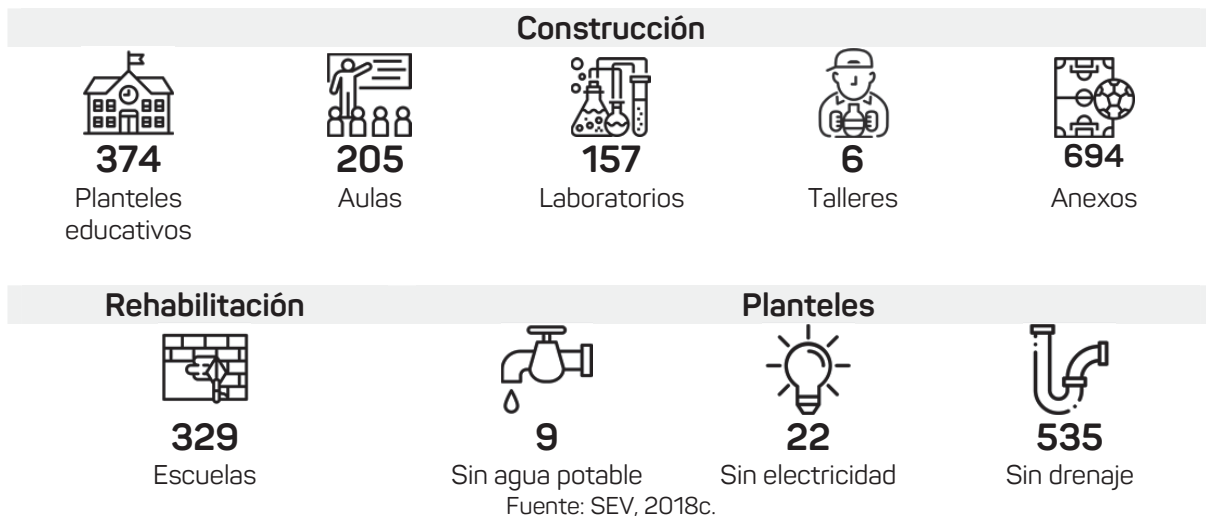 Construcción
374
Planteles
educativos
205
Aulas
157
Laboratorios
6
Talleres
694
Anexos
Rehabilitación
329
Escuelas
Planteles
9
Sin agua potable
22
Sin electricidad
535
Sin drenaje
Fuente: SEV, 2018c.